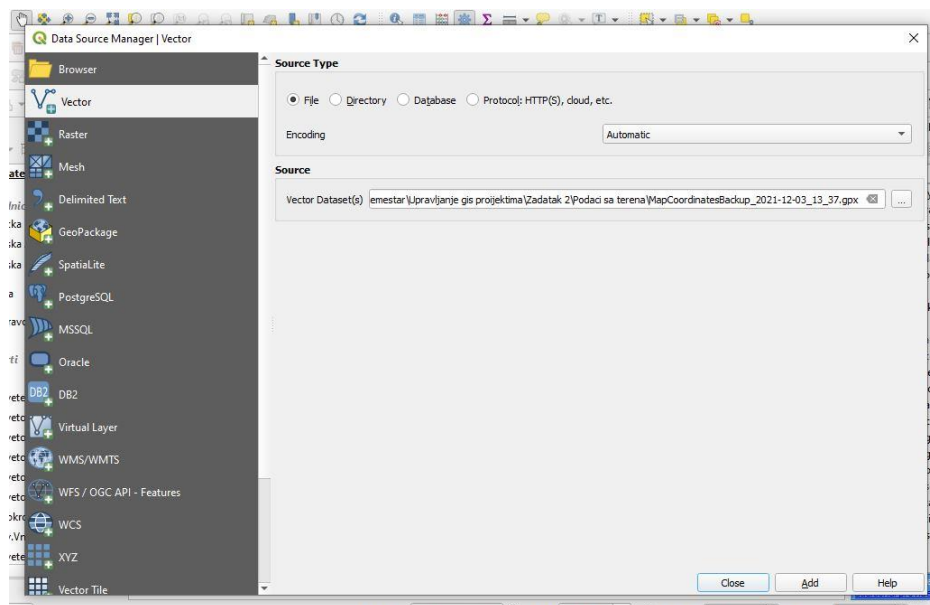 Data Source Manager | Vector
Browser
Vector
Raster
Mesh
Delimited Text
GeoPackage
SpatiaLite
PostgreSQL
MSSQL
Oracle
DB2
DB2
Virtual Layer
WMS/WMTS
WFS / OGC API - Features
WCS
XYZ
Vector Tile
Source Type
File Directory Database Protocol: HTTP(S), cloud, etc.
Encoding Automatic
Source
Vector Dataset(s) emestar\Upravljanje gis proijektima\Zadatak 2\Podaci sa terena\MapCoordinatesBackup_2021-12-03_13_37.gpx ...
Close Add Help